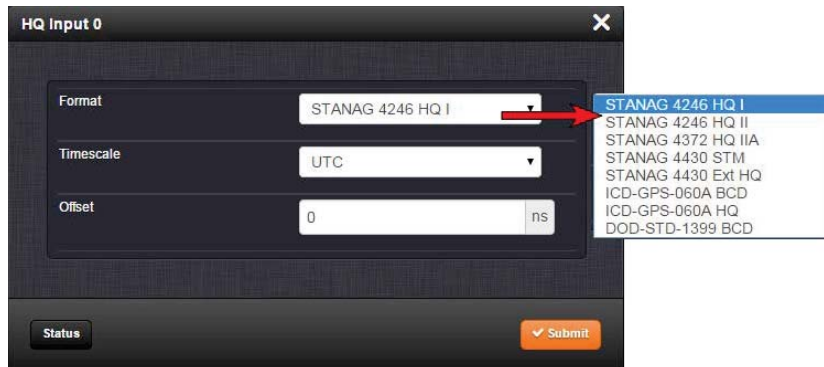 HQ Input 0
Format
STANAG 4246 HQ I
Timescale
UTC
Offset
0
ns
Status
Submit
STANAG 4246 HQ I
STANAG 4246 HQ II
STANAG 4372 HQ IIA
STANAG 4430 STM
STANAG 4430 Ext HQ
ICD-GPS-060A BCD
ICD-GPS-060A HQ
DOD-STD-1399 BCD